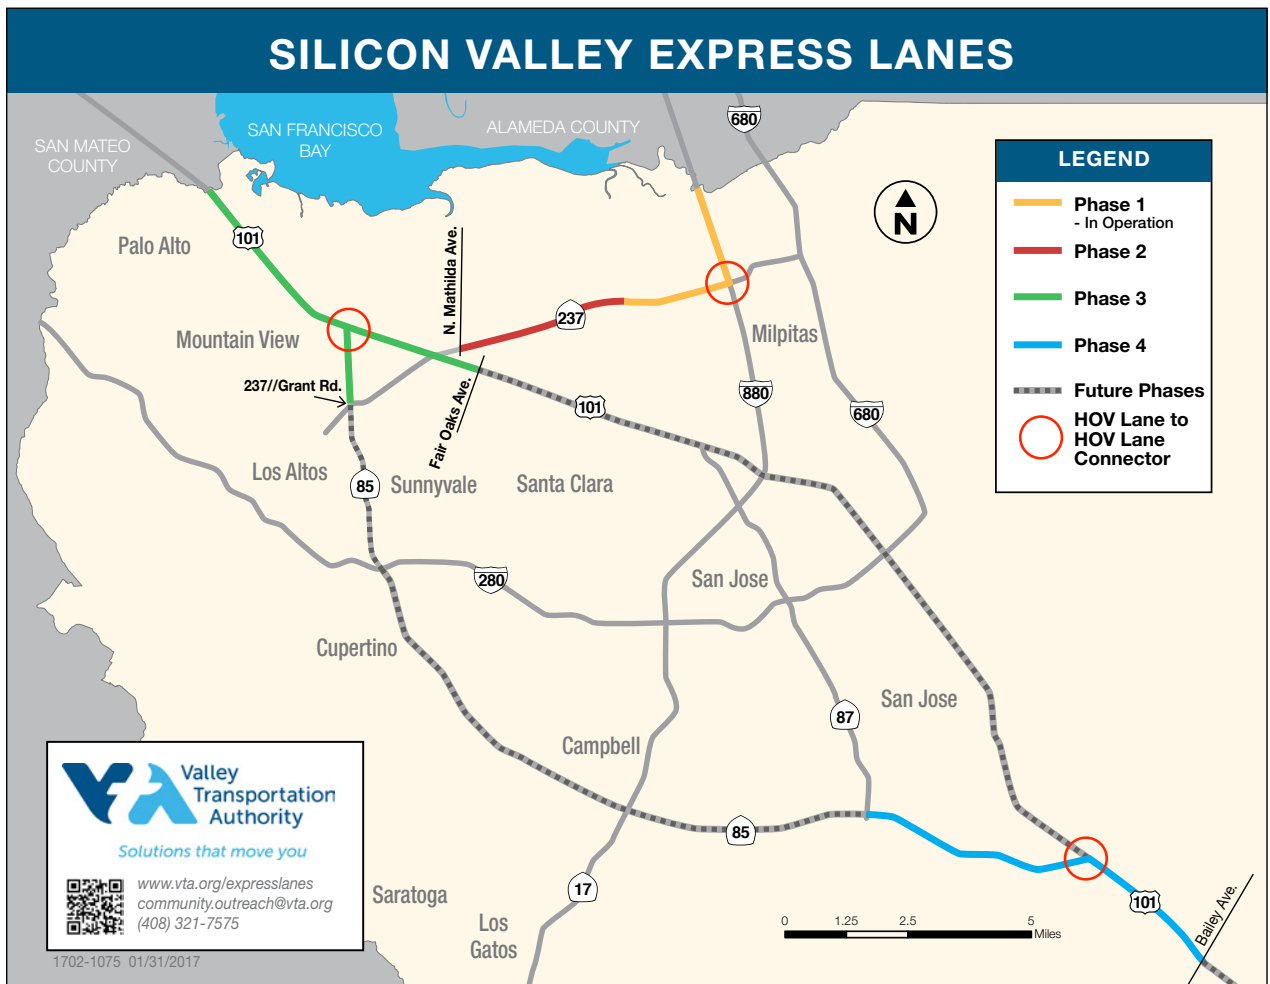 SILICON VALLEY EXPRESS LANES
SAN MATEO
COUNTY
SAN FRANCISCO
BAY
ALAMEDA COUNTY
680
LEGEND
Phase 1
- In Operation
Phase 2
Phase 3
Phase 4
Future Phases
HOV Lane to
HOV Lane
Connector
N
Palo Alto
101
N. Mathilda Ave.
237
Mountain View
Milpitas
237//Grant Rd.
Fair Oaks Ave.
101
880
680
Los Altos
85
Sunnyvale
Santa Clara
280
San Jose
Cupertino
San Jose
87
Campbell
85
17
Saratoga
Los
Gatos
101
Bailey Ave.
0 1.25 2.5 5
Miles
Valley
Transportation
Authority
Solutions that move you
www.vta.org/expresslanes
community.outreach@vta.org
(408) 321-7575
1702-1075 01/31/2017